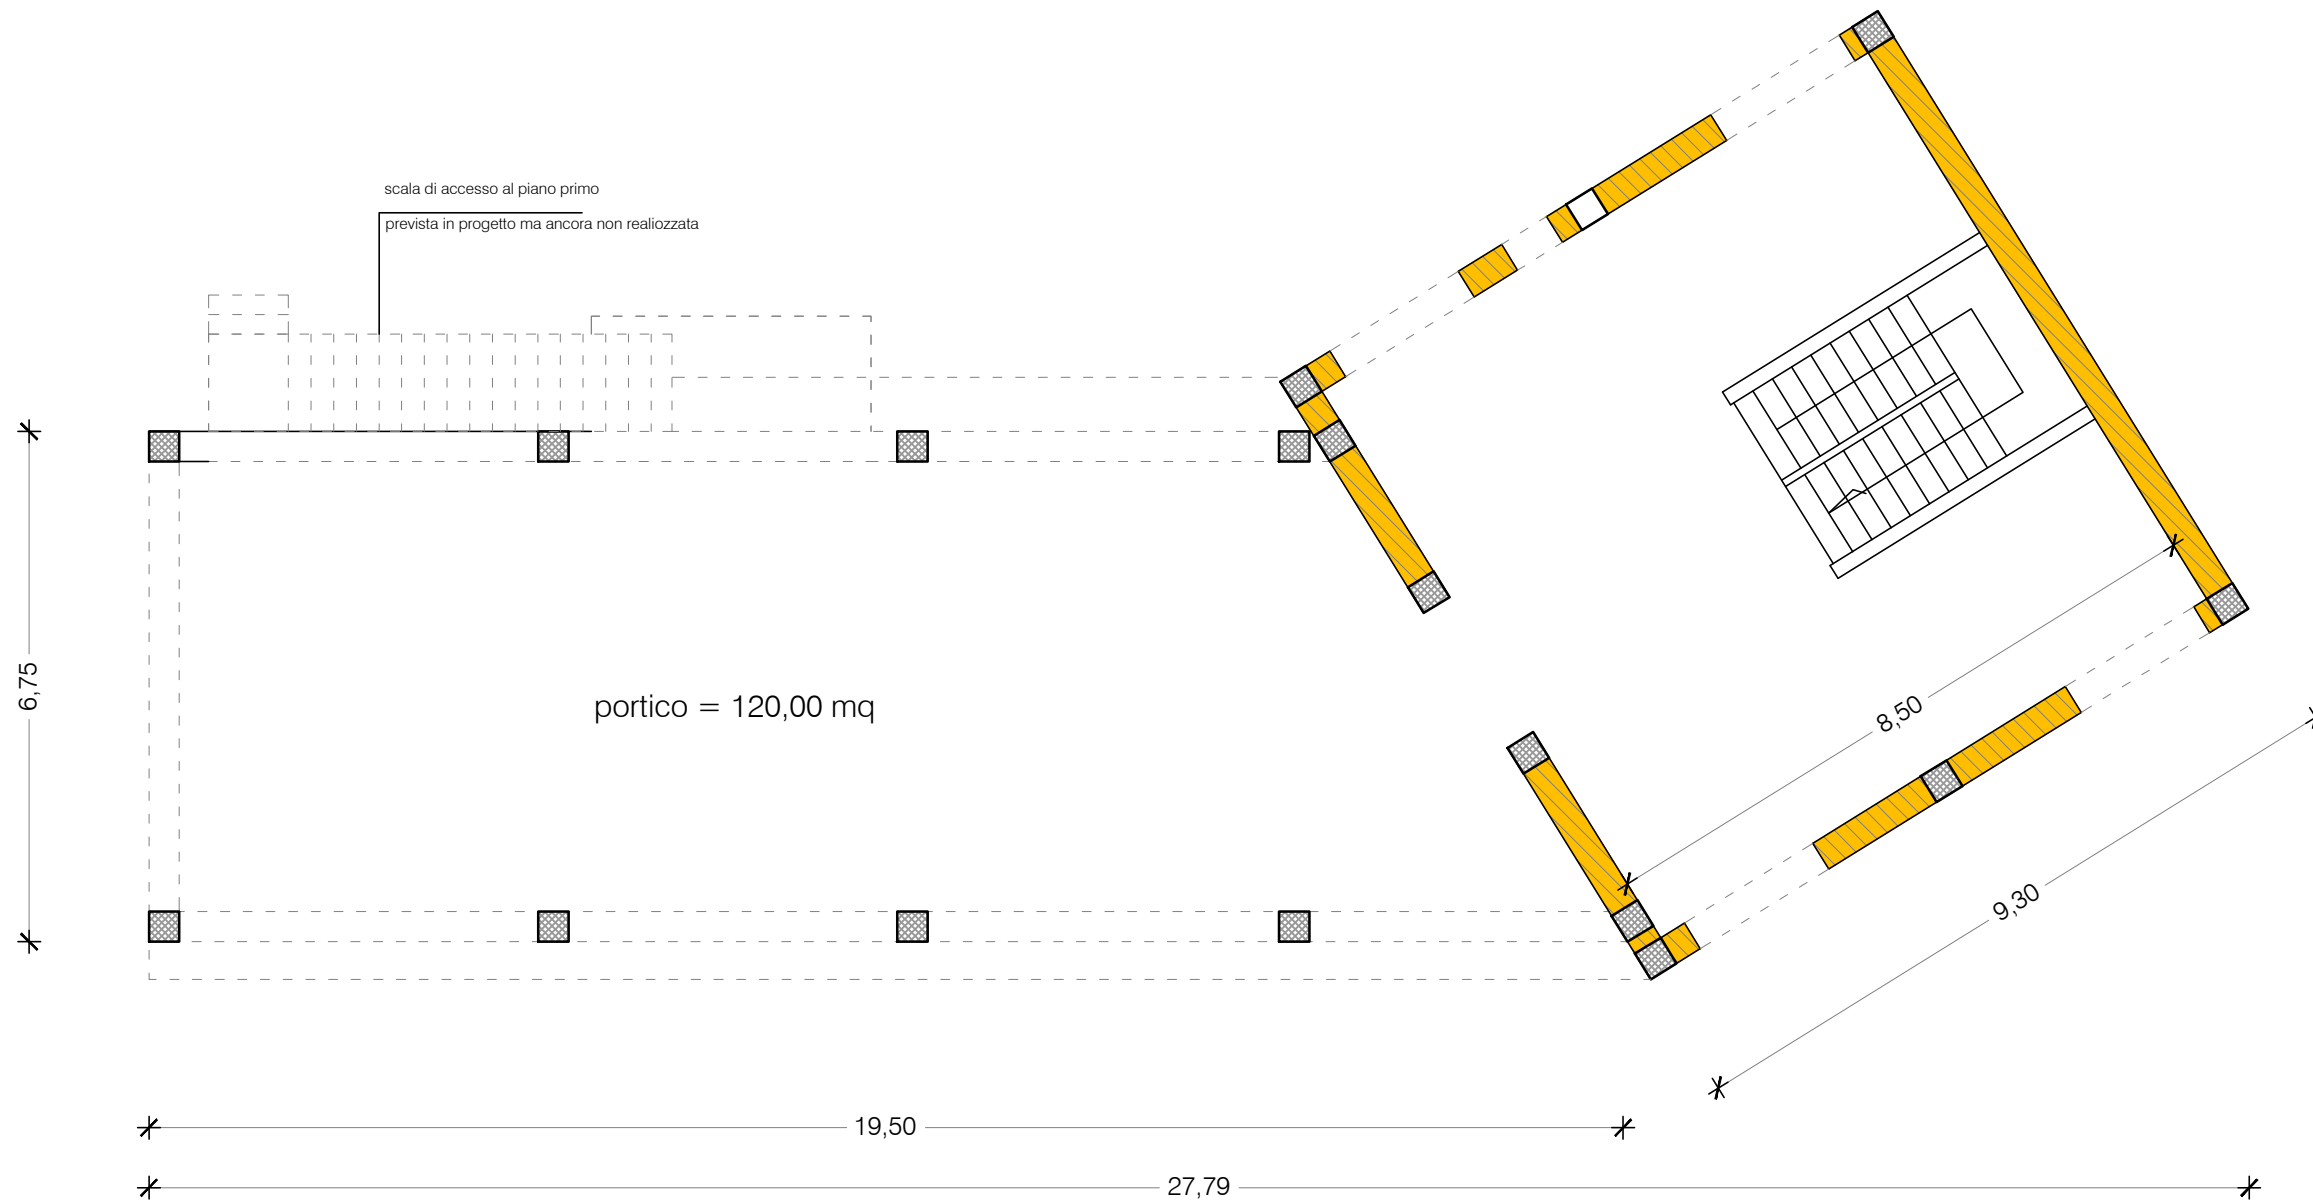 scala di accesso al piano primo
prevista in progetto ma ancora non realiozzata
6,75
portico = 120,00 mq
8,50
9,30
19,50
27,79